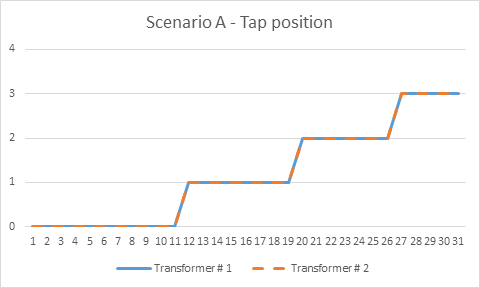 Scenario A - Tap position
4
3
2
1
0
1 2 3 4 5 6 7 8 9 10 11 12 13 14 15 16 17 18 19 20 21 22 23 24 25 26 27 28 29 30 31
Transformer # 1 Transformer # 2